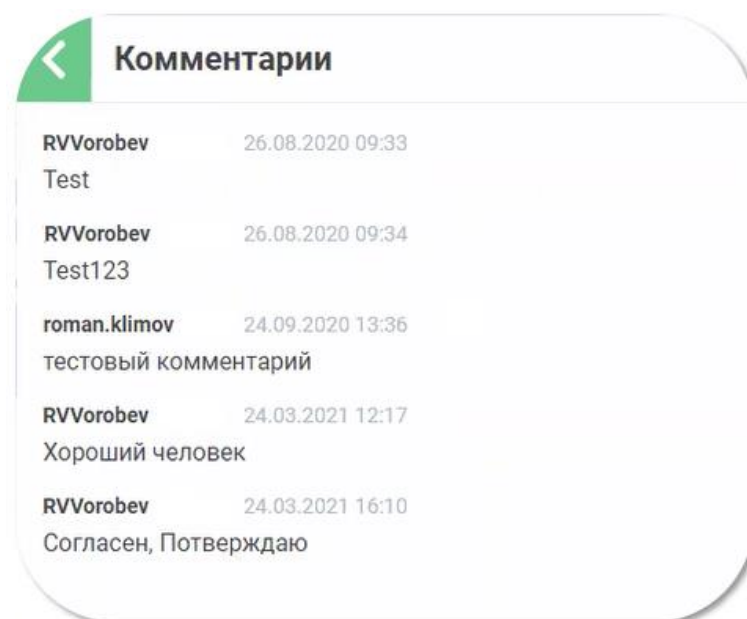 Комментарии
RVVorobev 26.08.2020 09:33
Test
RVVorobev 26.08.2020 09:34
Test123
roman.klimov 24.09.2020 13:36
тестовый комментарий
RVVorobev 24.03.2021 12:17
Хороший человек
RVVorobev 24.03.2021 16:10
Согласен, Потверждаю